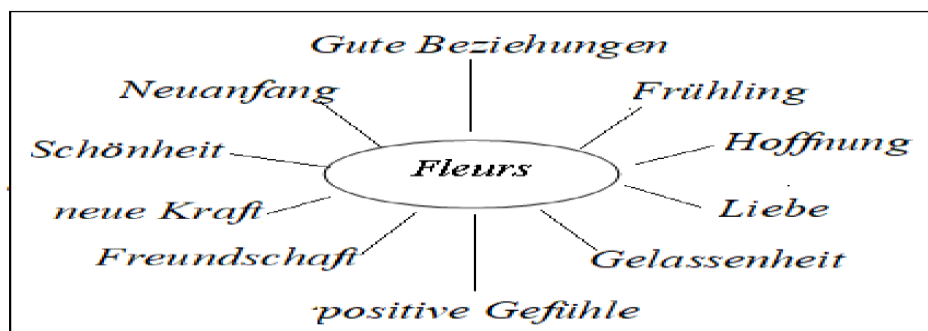 Gute Beziehungen
Neuanfang
Frühling
Schönheit
Hoffnung
Fleurs
neue Kraft
Liebe
Freundschaft
Gelassenheit
positive Gefühle